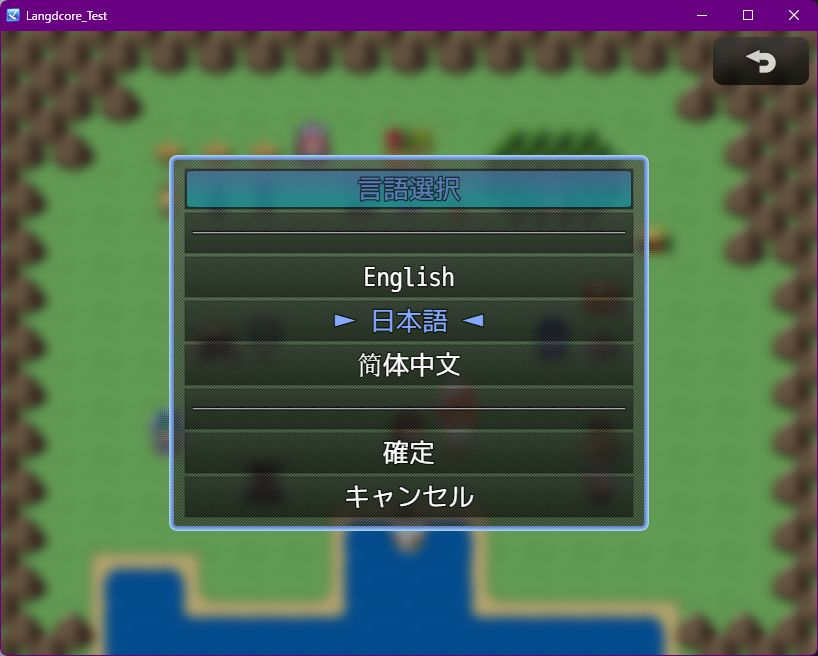 Langdcore_Test
言語選択
English
► 日本語 ◄
简体中文
確定
キャンセル